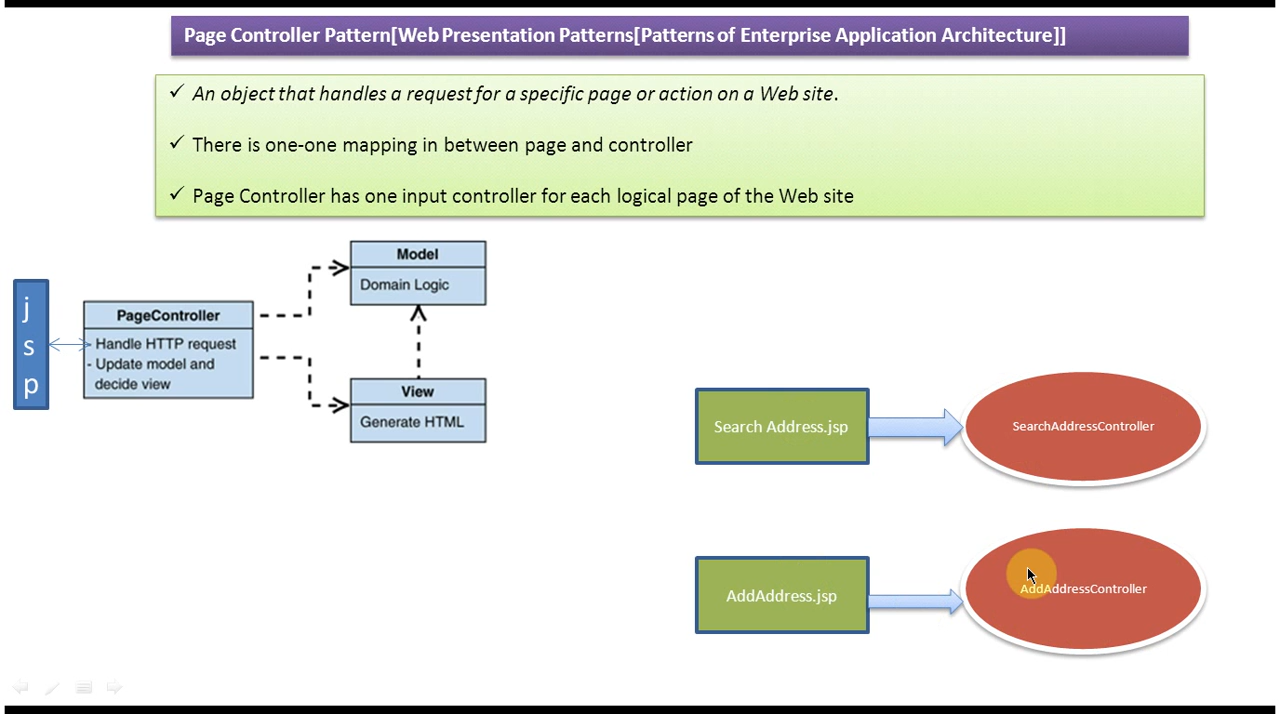 Page Controller Pattern[Web Presentation Patterns[Patterns of Enterprise Application Architecture]]
An object that handles a request for a specific page or action on a Web site.
There is one-one mapping in between page and controller
Page Controller has one input controller for each logical page of the Web site
j
s
p
PageController
- Handle HTTP request
- Update model and
decide view
Model
Domain Logic
View
Generate HTML
Search Address.jsp
SearchAddressController
AddAddress.jsp
AddAddressController